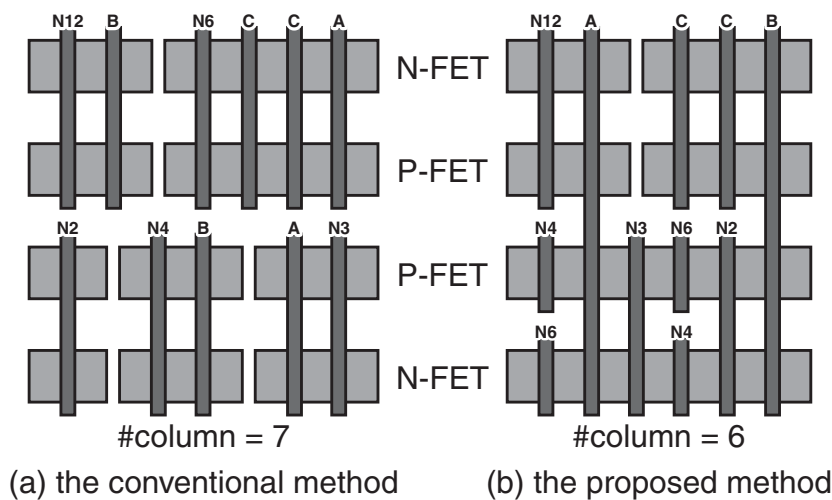 N12 B N6 C C A N12 A C C B
N-FET
P-FET
N2 N4 B A N3 N4 N3 N6 N2
P-FET
N6 N4
N-FET
#column = 7 #column = 6
(a) the conventional method (b) the proposed method